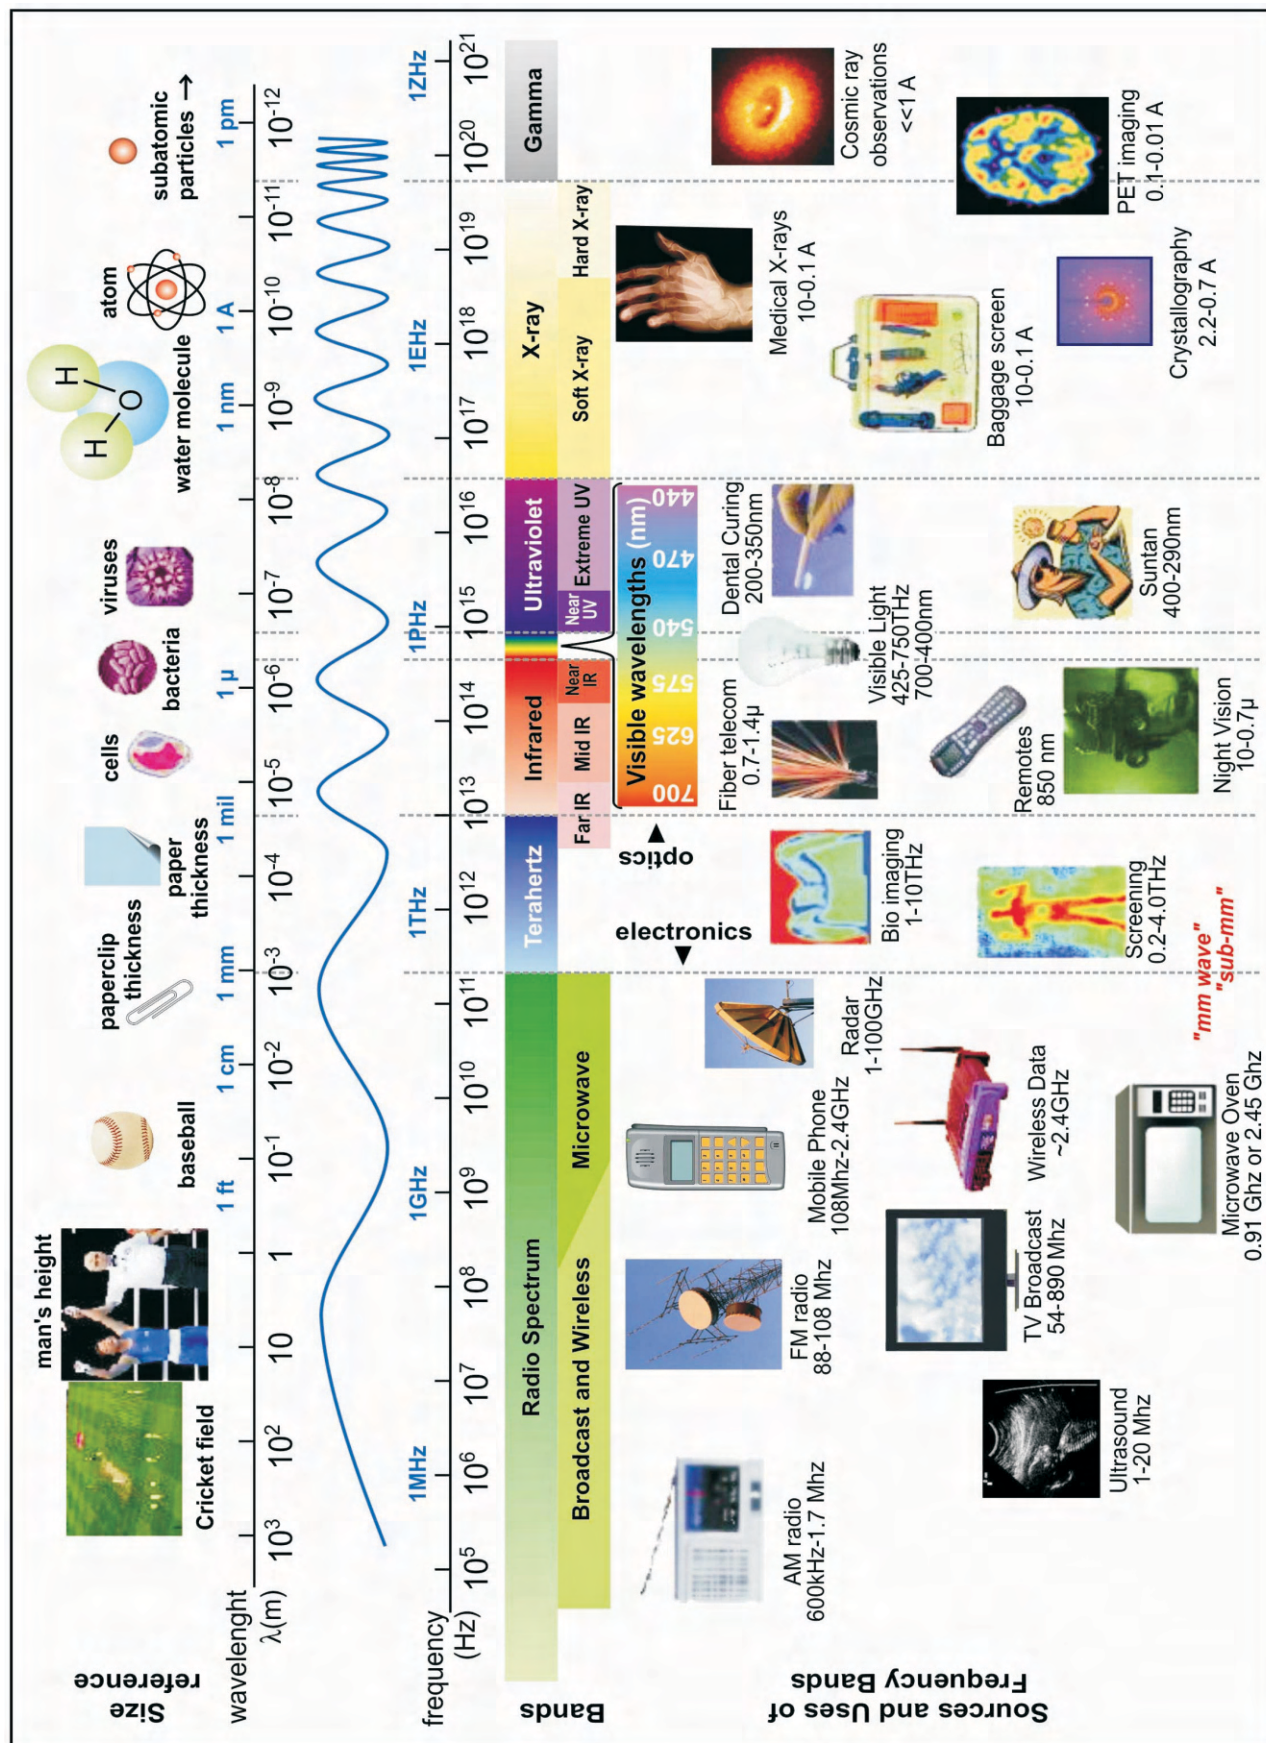 Size
reference
Cricket field
man's height
baseball
paperclip
thickness
paper
thickness
cells
bacteria
viruses
water molecule
H
O
H
atom
subatomic
particles →
wavelenght
λ(m)
1 ft
1 cm
1 mm
1 mil
1 µ
1 nm
1 A
1 pm
10³ 10² 10 1 10⁻¹ 10⁻² 10⁻³ 10⁻⁴ 10⁻⁵ 10⁻⁶ 10⁻⁷ 10⁻⁸ 10⁻⁹ 10⁻¹⁰ 10⁻¹¹ 10⁻¹²
frequency
(Hz)
1MHz
1GHz
1THz
1PHz
1EHz
1ZHz
10⁵ 10⁶ 10⁷ 10⁸ 10⁹ 10¹⁰ 10¹¹ 10¹² 10¹³ 10¹⁴ 10¹⁵ 10¹⁶ 10¹⁷ 10¹⁸ 10¹⁹ 10²⁰ 10²¹
Bands
Radio Spectrum
Terahertz
Infrared
Ultraviolet
X-ray
Gamma
Broadcast and Wireless
Microwave
Far IR
Mid IR
Near
IR
Near
UV
Extreme UV
Soft X-ray
Hard X-ray
Visible wavelengths (nm)
700 625 575 540 470 440
electronics
optics
Sources and Uses of
Frequency Bands
AM radio
600kHz-1.7 Mhz
FM radio
88-108 Mhz
Mobile Phone
108Mhz-2.4GHz
Radar
1-100GHz
Bio imaging
1-10THz
Fiber telecom
0.7-1.4µ
Visible Light
425-750THz
700-400nm
Dental Curing
200-350nm
Medical X-rays
10-0.1 A
Cosmic ray
observations
<<1 A
Ultrasound
1-20 Mhz
TV Broadcast
54-890 Mhz
Wireless Data
~2.4GHz
Microwave Oven
0.91 Ghz or 2.45 Ghz
"mm wave"
"sub-mm"
Screening
0.2-4.0THz
Remotes
850 nm
Night Vision
10-0.7µ
Suntan
400-290nm
Baggage screen
10-0.1 A
Crystallography
2.2-0.7 A
PET imaging
0.1-0.01 A